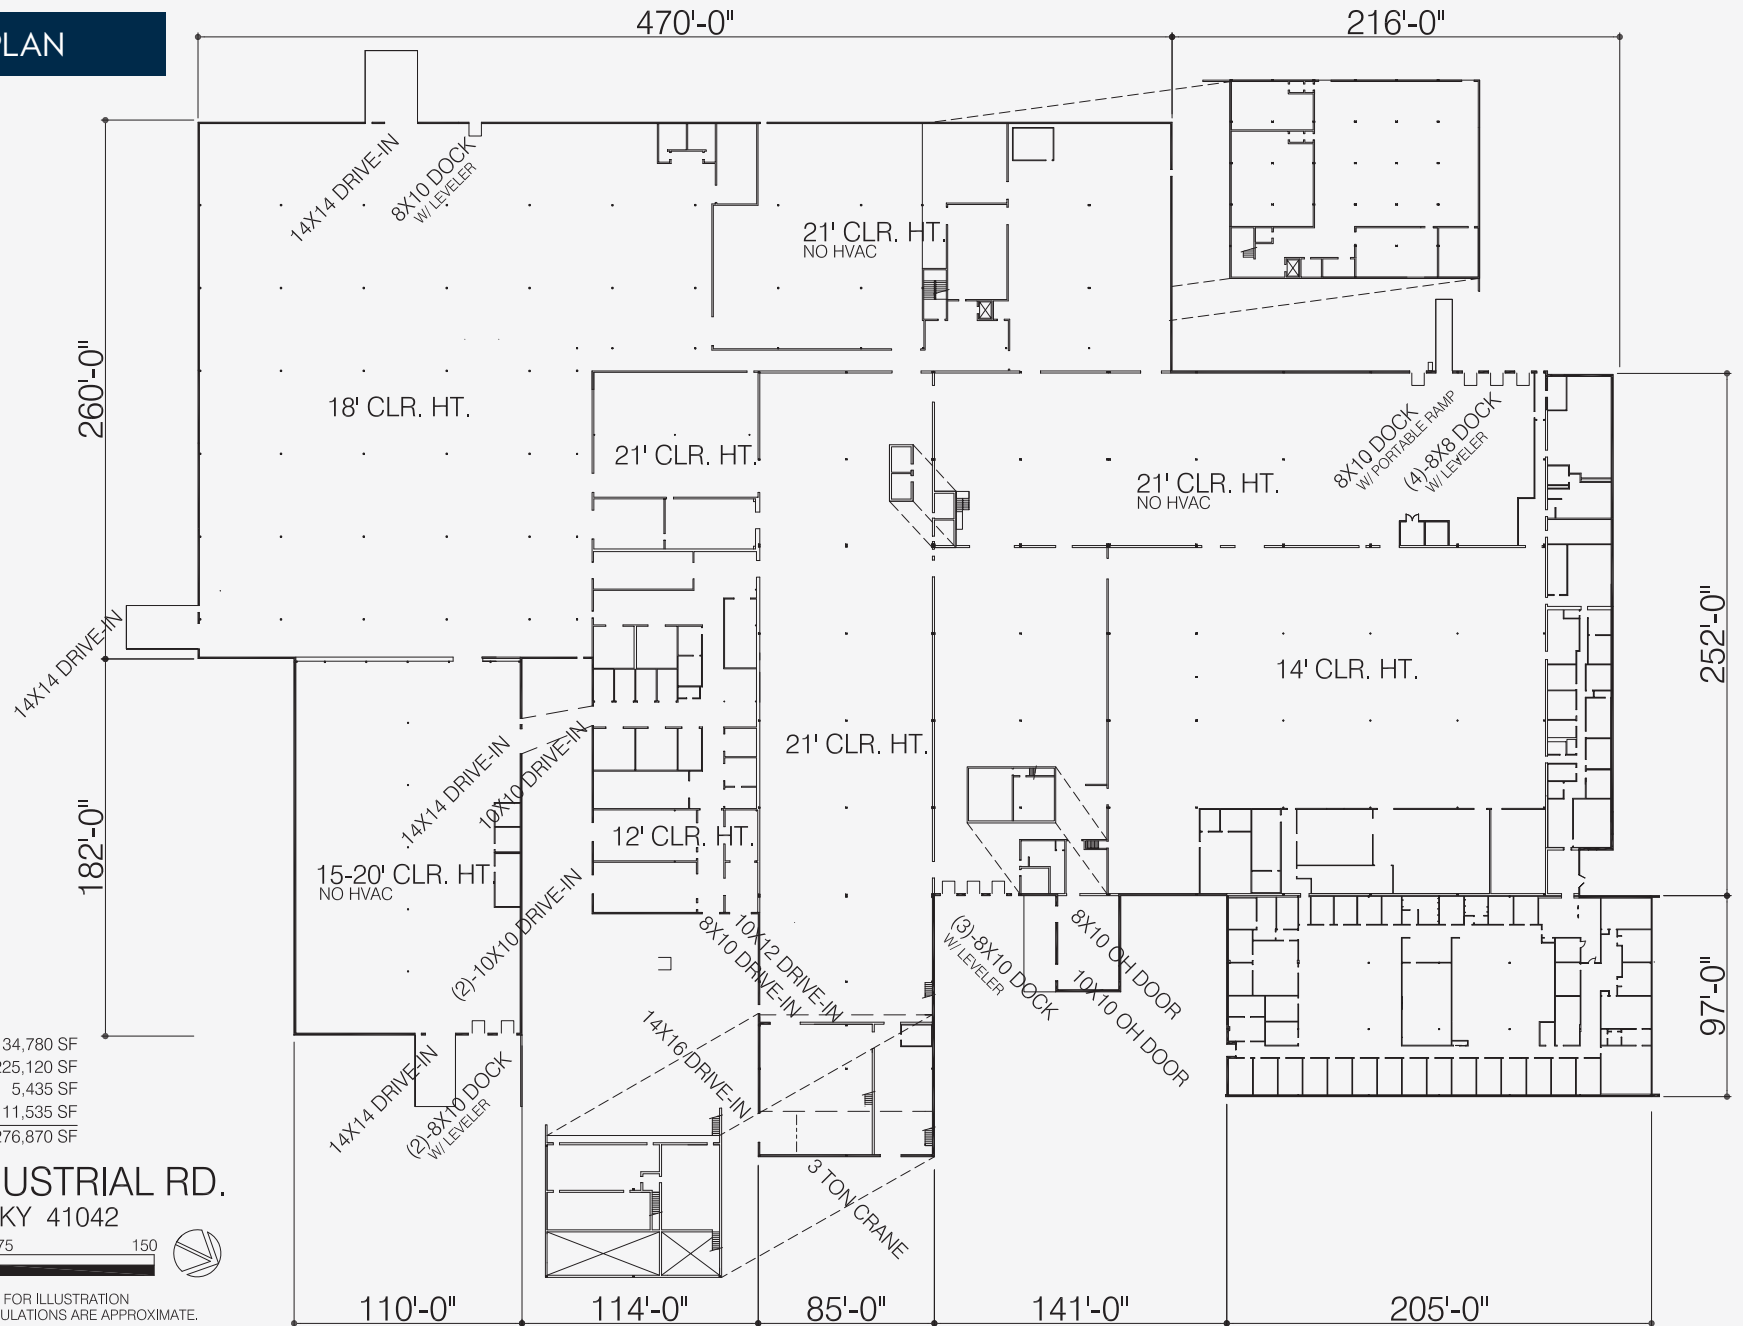 PLAN
470'-0"
216'-0"
260'-0"
182'-0"
252'-0"
97'-0"
14X14 DRIVE-IN
8X10 DOCK
W/ LEVELER
21' CLR. HT.
NO HVAC
18' CLR. HT.
21' CLR. HT.
21' CLR. HT.
NO HVAC
8X10 DOCK
W/ PORTABLE RAMP
(4)-8X8 DOCK
W/ LEVELER
14X14 DRIVE-IN
14' CLR. HT.
21' CLR. HT.
14X14 DRIVE-IN
10X10 DRIVE-IN
12' CLR. HT.
15-20' CLR. HT.
NO HVAC
(2)-10X10 DRIVE-IN
8X10 DRIVE-IN
10X12 DRIVE-IN
(3)-8X10 DOCK
W/ LEVELER
8X10 OH DOOR
10X10 OH DOOR
14X16 DRIVE-IN
14X14 DRIVE-IN
(2)-8X10 DOCK
W/ LEVELER
3 TON CRANE
34,780 SF
225,120 SF
5,435 SF
11,535 SF
276,870 SF
USTRIAL RD.
KY 41042
75
150
FOR ILLUSTRATION
ULATIONS ARE APPROXIMATE.
110'-0"
114'-0"
85'-0"
141'-0"
205'-0"